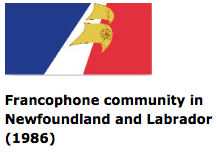 Francophone community in
Newfoundland and Labrador
(1986)